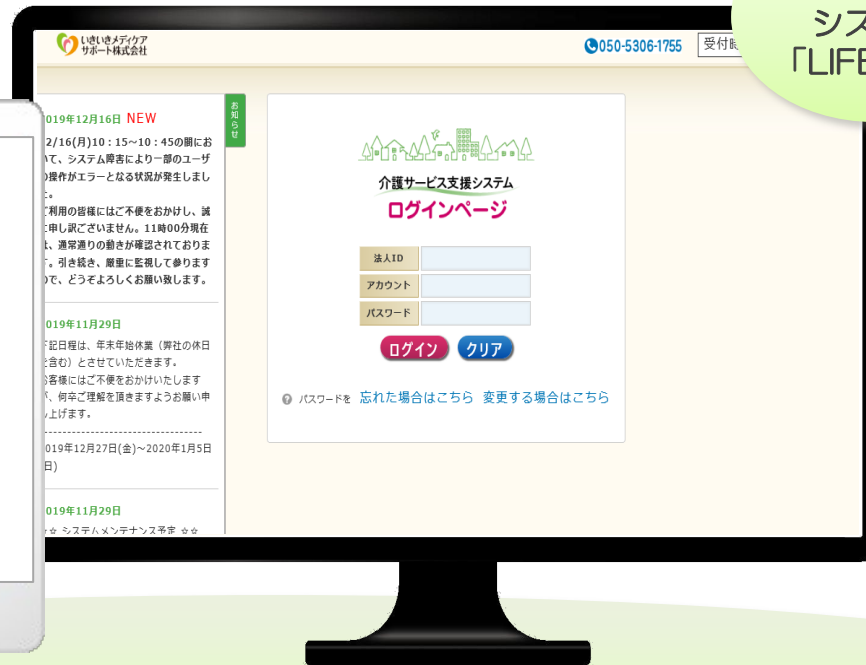 いきいきメディケア
サポート株式会社
050-5306-1755
受付時
シス
「LIFE
お知らせ
019年12月16日 NEW
2/16(月)10：15～10：45の間にお
いて、システム障害により一部のユーザ
の操作がエラーとなる状況が発生しまし
た。
ご利用の皆様にはご不便をおかけし、誠
に申し訳ございません。11時00分現在
は、通常通りの動きが確認されておりま
す。引き続き、厳重に監視して参ります
ので、どうぞよろしくお願い致します。
019年11月29日
下記日程は、年末年始休業（弊社の休日
を含む）とさせていただきます。
お客様にはご不便をおかけいたします
が、何卒ご理解を頂きますようお願い申
し上げます。
----------------------------------
019年12月27日(金)～2020年1月5日
日)
019年11月29日
☆☆ システムメンテナンス予定 ☆☆
介護サービス支援システム
ログインページ
法人ID
アカウント
パスワード
ログイン
クリア
パスワードを 忘れた場合はこちら 変更する場合はこちら